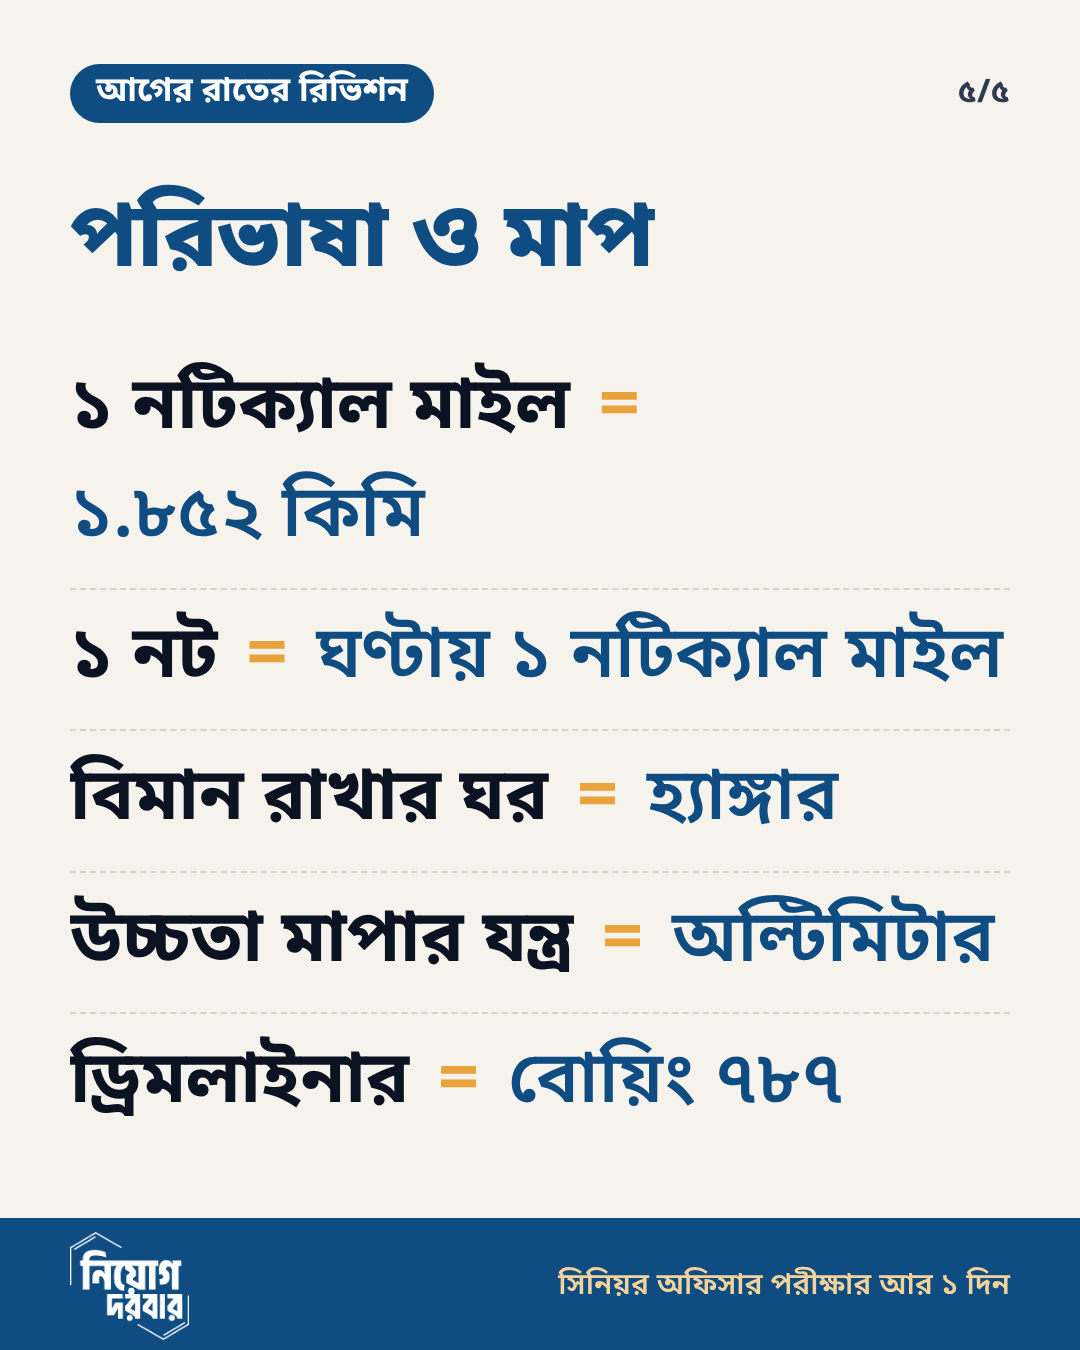 আগের রাতের রিভিশন
৫/৫
পরিভাষা ও মাপ
১ নটিক্যাল মাইল =
১.৮৫২ কিমি
১ নট = ঘণ্টায় ১ নটিক্যাল মাইল
বিমান রাখার ঘর = হ্যাঙ্গার
উচ্চতা মাপার যন্ত্র = অল্টিমিটার
ড্রিমলাইনার = বোয়িং ৭৮৭
নিয়োগ
দরবার
সিনিয়র অফিসার পরীক্ষার আর ১ দিন